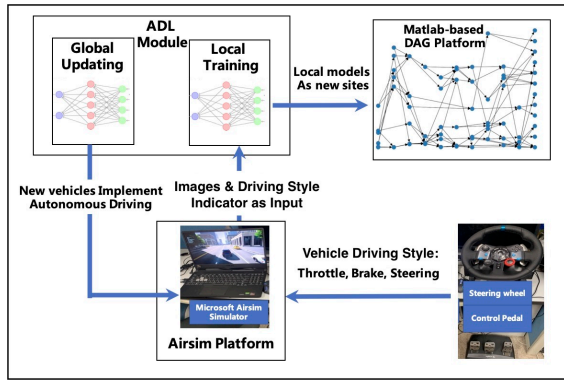 ADL
Module
Global
Updating
Local
Training
Matlab-based
DAG Platform
Local models
As new sites
New vehicles Implement
Autonomous Driving
Images & Driving Style
Indicator as Input
Vehicle Driving Style:
Throttle, Brake, Steering
Microsoft Airsim
Simulator
Airsim Platform
Steering wheel
Control Pedal